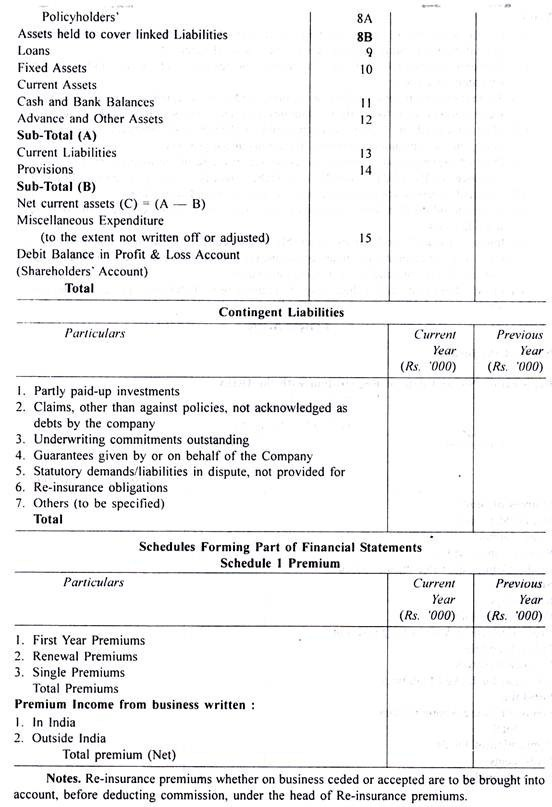 Policyholders' 8A
Assets held to cover linked Liabilities 8B
Loans 9
Fixed Assets 10
Current Assets
Cash and Bank Balances 11
Advance and Other Assets 12
Sub-Total (A)
Current Liabilities 13
Provisions 14
Sub-Total (B)
Net current assets (C) = (A — B)
Miscellaneous Expenditure
(to the extent not written off or adjusted) 15
Debit Balance in Profit & Loss Account
(Shareholders' Account)
Total
Contingent Liabilities
Particulars Current Previous
Year Year
(Rs. '000) (Rs. '000)
1. Partly paid-up investments
2. Claims, other than against policies, not acknowledged as
debts by the company
3. Underwriting commitments outstanding
4. Guarantees given by or on behalf of the Company
5. Statutory demands/liabilities in dispute, not provided for
6. Re-insurance obligations
7. Others (to be specified)
Total
Schedules Forming Part of Financial Statements
Schedule 1 Premium
Particulars Current Previous
Year Year
(Rs. '000) (Rs. '000)
1. First Year Premiums
2. Renewal Premiums
3. Single Premiums
Total Premiums
Premium Income from business written :
1. In India
2. Outside India
Total premium (Net)
Notes. Re-insurance premiums whether on business ceded or accepted are to be brought into
account, before deducting commission, under the head of Re-insurance premiums.